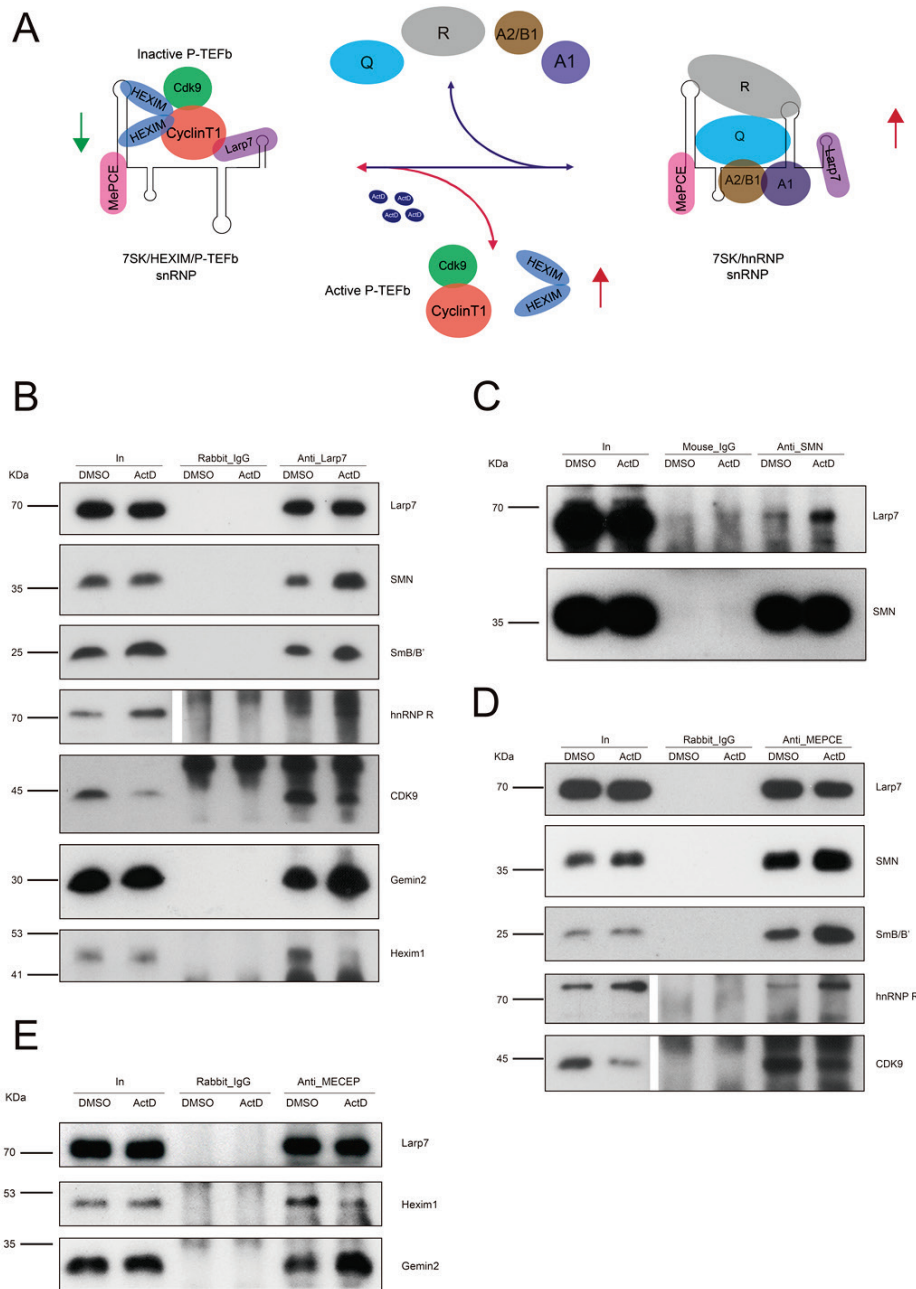 A
Inactive P-TEFb
Cdk9
HEXIM
HEXIM
CyclinT1
Larp7
MePCE
7SK/HEXIM/P-TEFb
snRNP
Q
R
A2/B1
A1
ActD
ActD
ActD
ActD
Active P-TEFb
Cdk9
CyclinT1
HEXIM
HEXIM
R
Q
A2/B1
A1
Larp7
MePCE
7SK/hnRNP
snRNP
B
In Rabbit_IgG Anti_Larp7
KDa DMSO ActD DMSO ActD DMSO ActD
70 Larp7
35 SMN
25 SmB/B'
70 hnRNP R
45 CDK9
30 Gemin2
53
41 Hexim1
C
In Mouse_IgG Anti_SMN
KDa DMSO ActD DMSO ActD DMSO ActD
70 Larp7
35 SMN
D
In Rabbit_IgG Anti_MEPCE
KDa DMSO ActD DMSO ActD DMSO ActD
70 Larp7
35 SMN
25 SmB/B'
70 hnRNP R
45 CDK9
E
In Rabbit_IgG Anti_MECEP
KDa DMSO ActD DMSO ActD DMSO ActD
70 Larp7
53 Hexim1
35 Gemin2